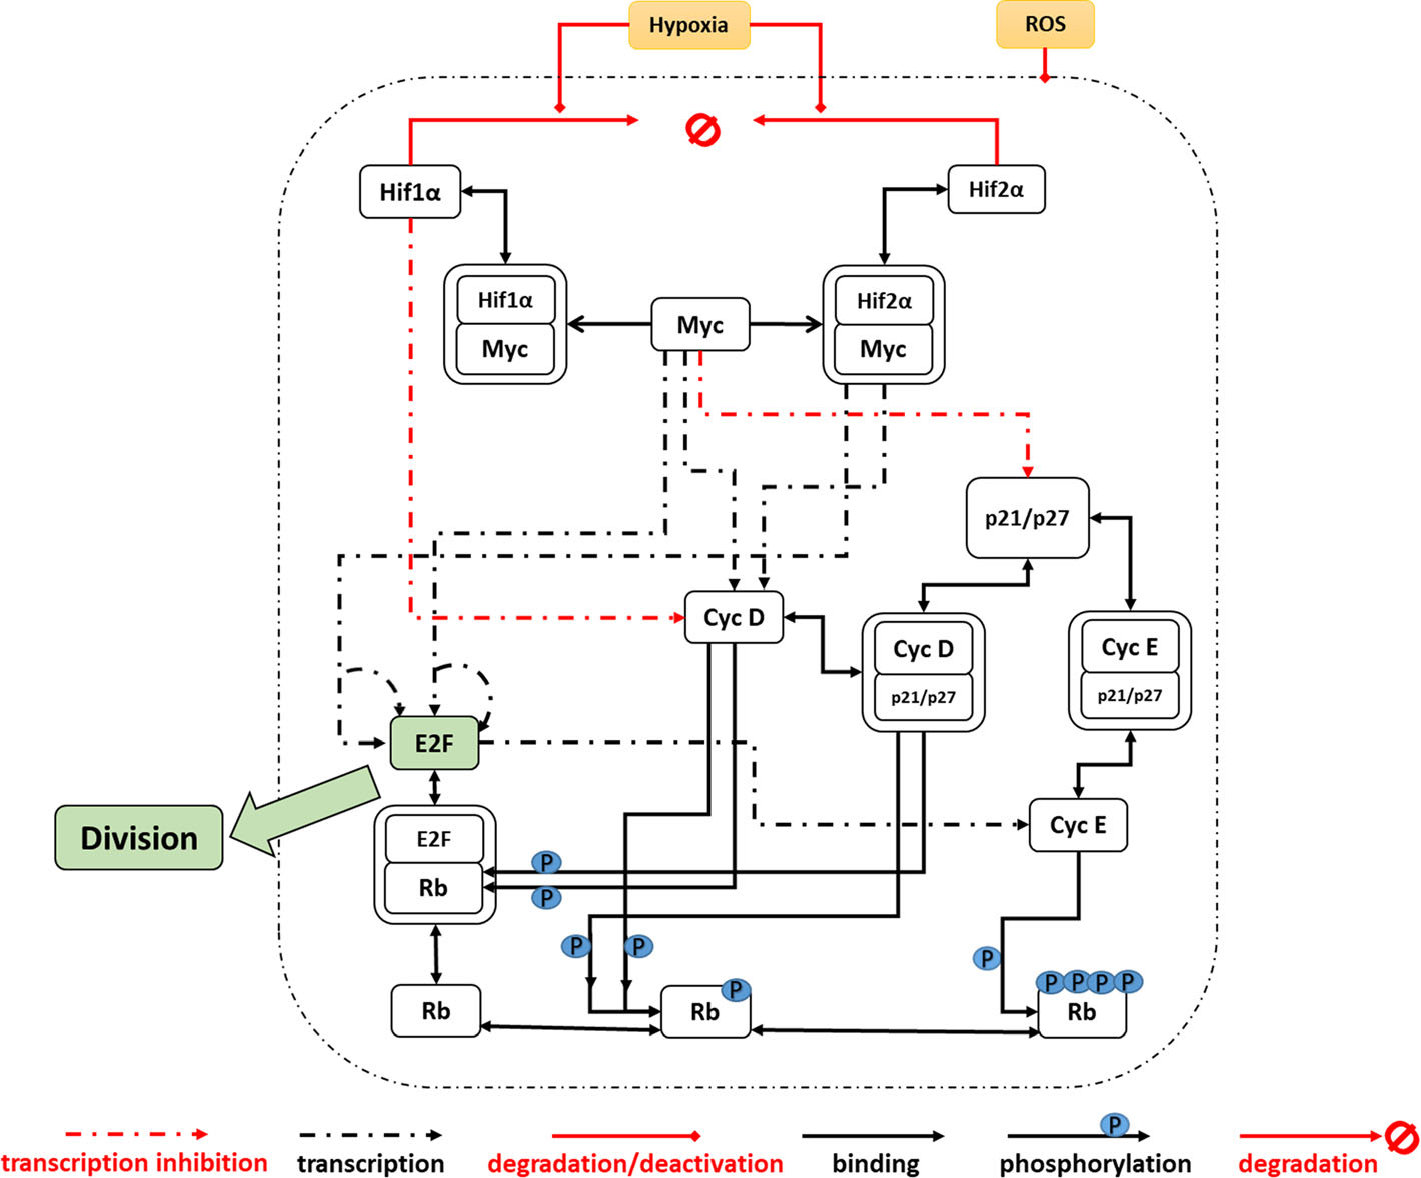 Hypoxia
ROS
Hif1α
Hif2α
Hif1α
Myc
Myc
Hif2α
Myc
p21/p27
Cyc D
Cyc D
p21/p27
Cyc E
p21/p27
E2F
Division
E2F
Rb
Cyc E
P
P
P
P
P
P
P P P P
Rb
Rb
Rb
P
transcription inhibition
transcription
degradation/deactivation
binding
phosphorylation
degradation